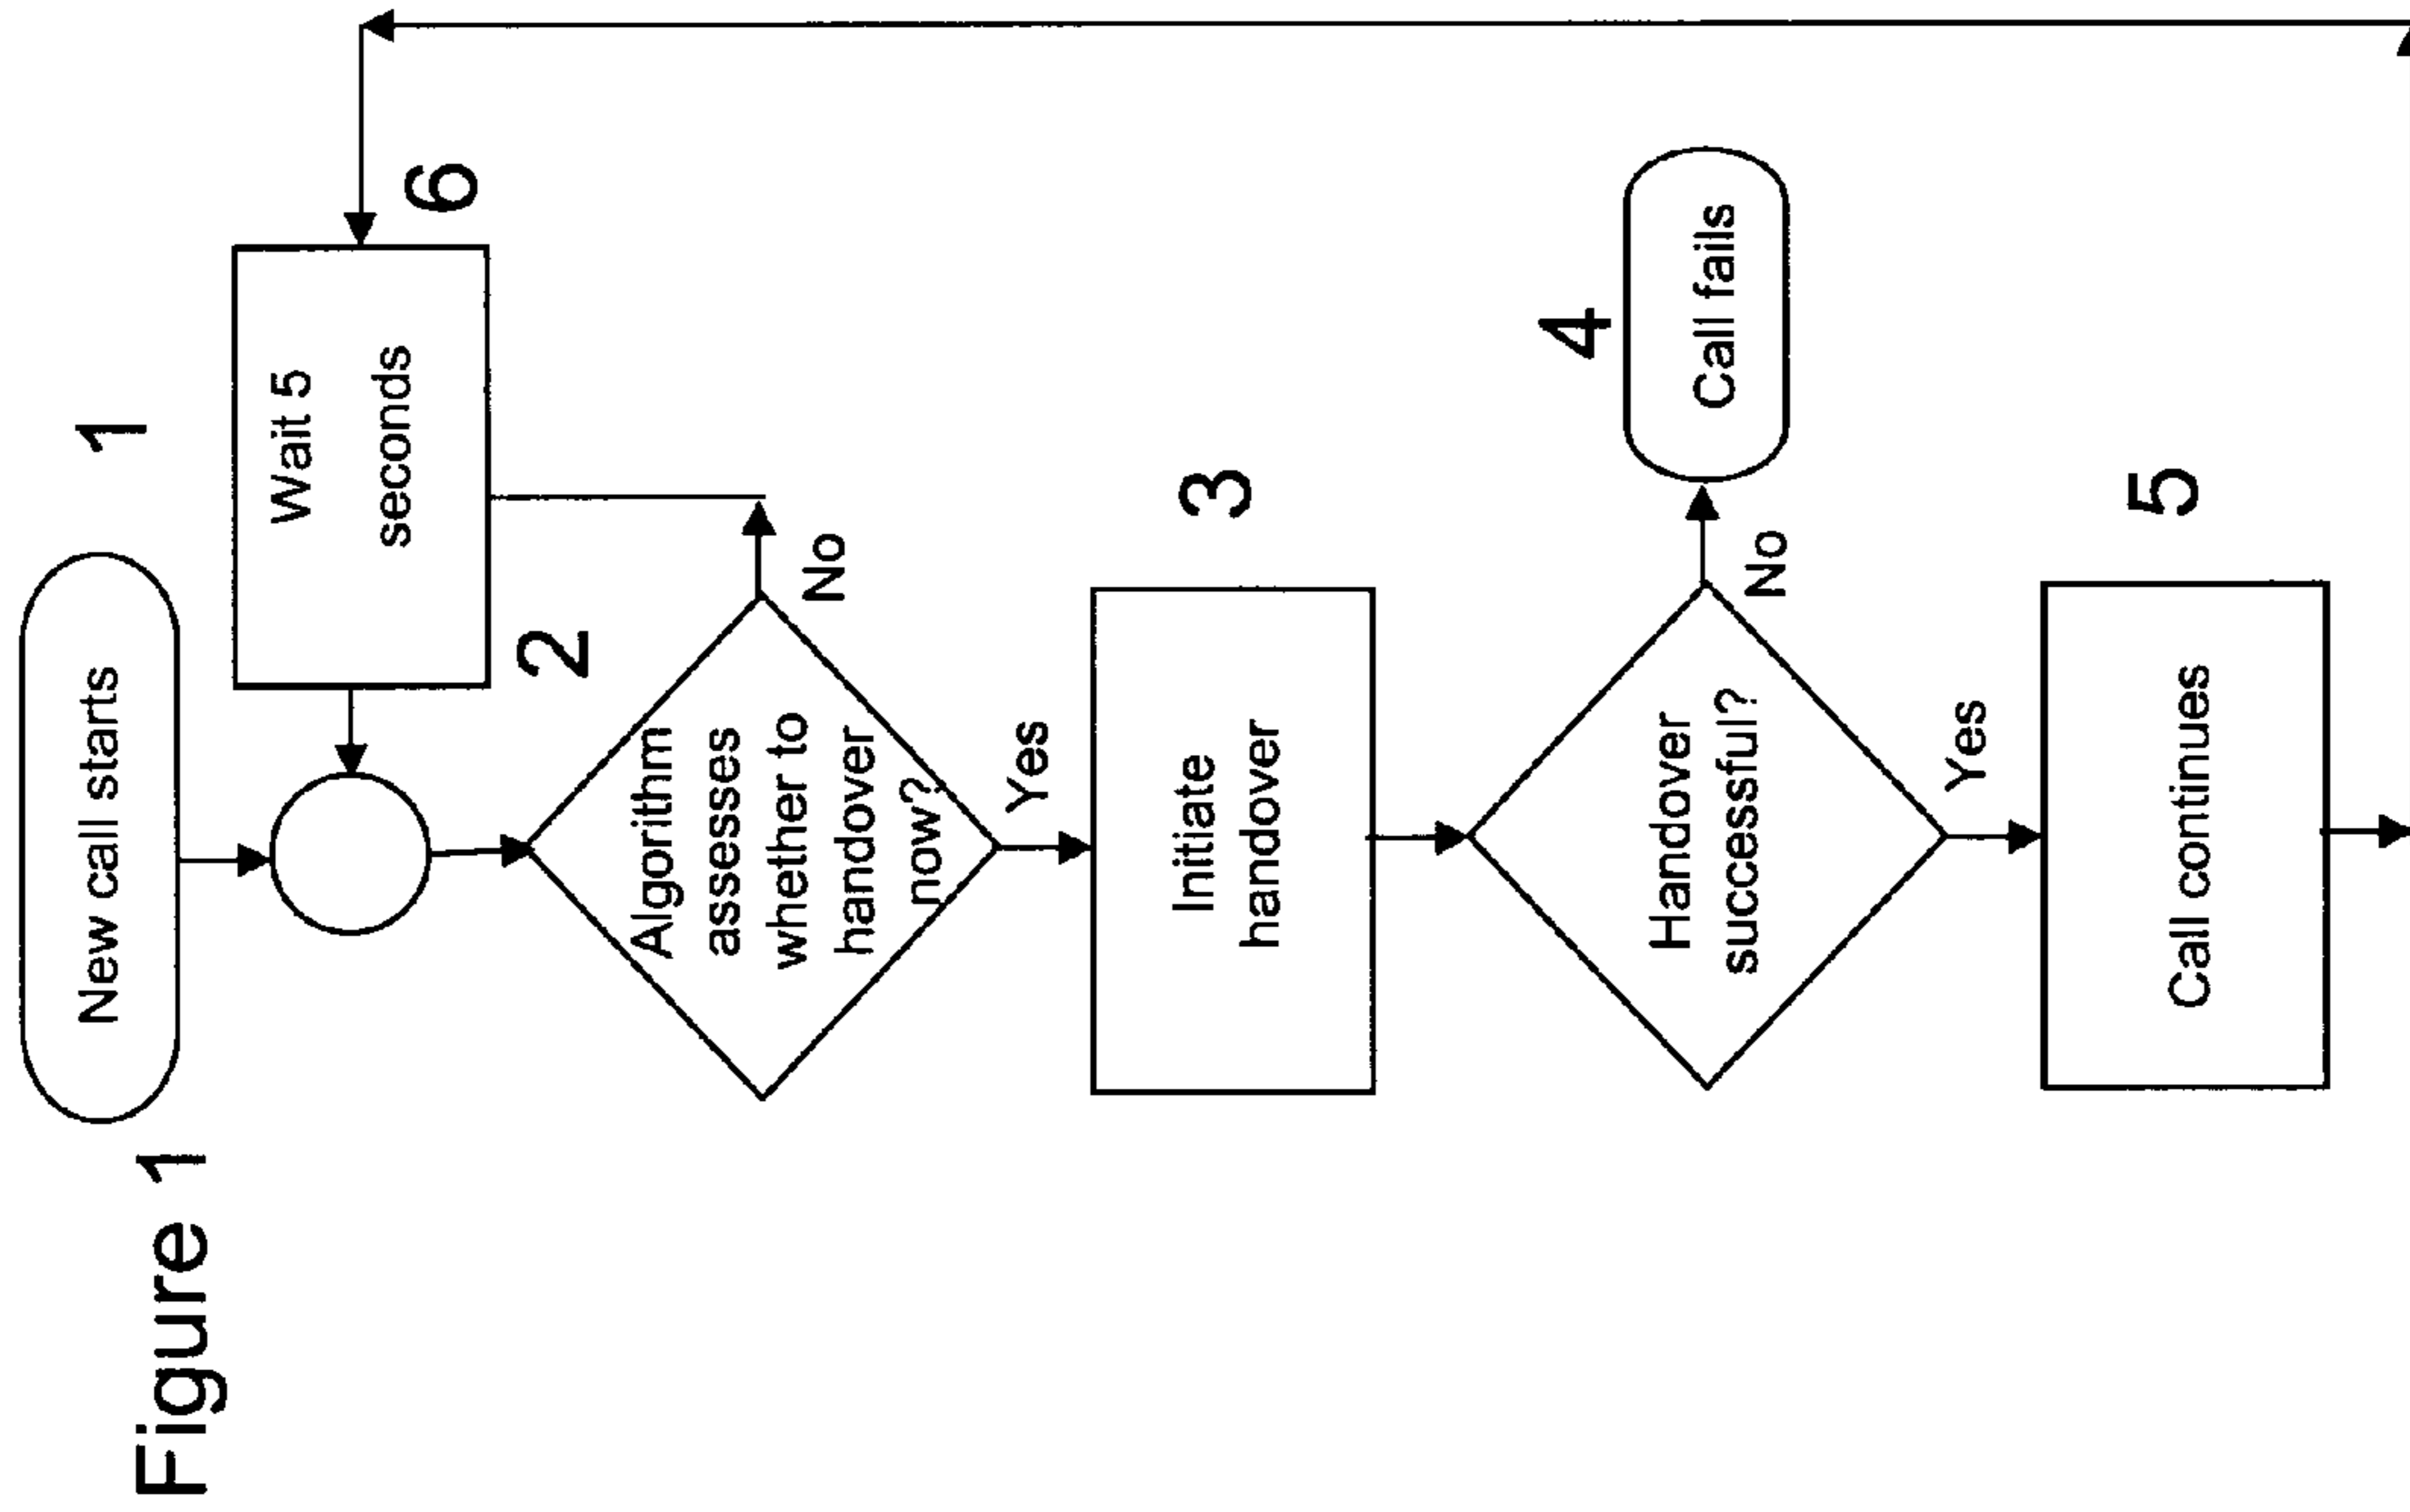 Figure 1
New call starts
1
Wait 5
seconds
6
2
Algorithm
assesses
whether to
handover
now?
No
Yes
Initiate
handover
3
Handover
successful?
No
4
Call fails
Yes
Call continues
5